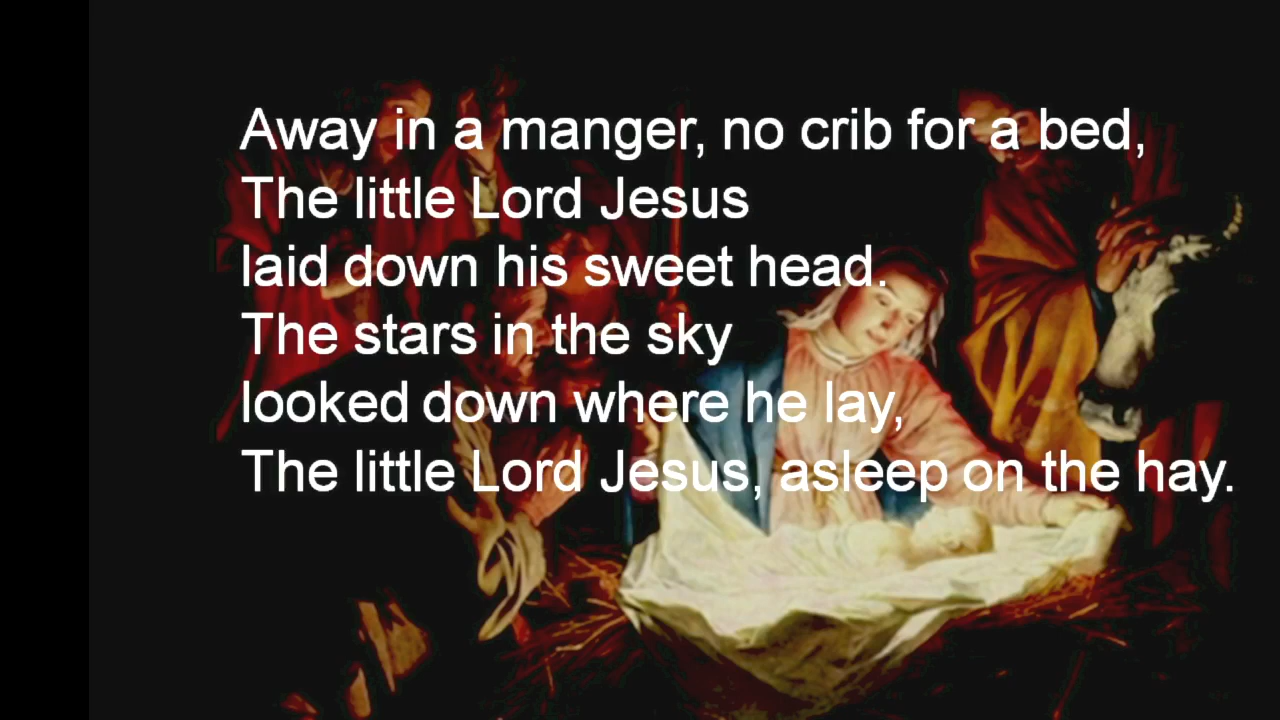 Away in a manger, no crib for a bed,
The little Lord Jesus
laid down his sweet head.
The stars in the sky
looked down where he lay,
The little Lord Jesus, asleep on the hay.